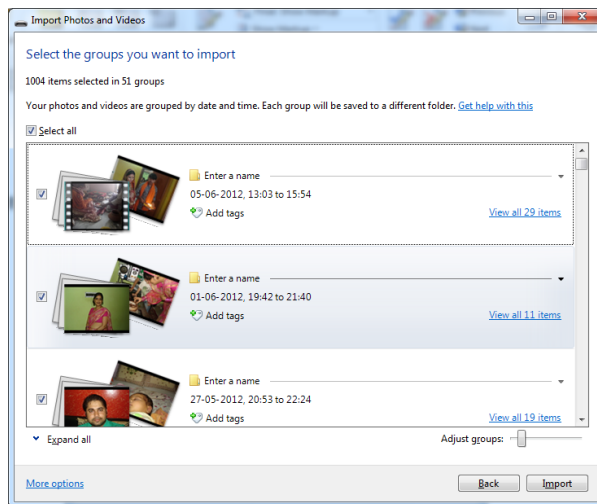 Import Photos and Videos
Select the groups you want to import
1004 items selected in 51 groups
Your photos and videos are grouped by date and time. Each group will be saved to a different folder. Get help with this
Select all
Enter a name
05-06-2012, 13:03 to 15:54
Add tags View all 29 items
Enter a name
01-06-2012, 19:42 to 21:40
Add tags View all 11 items
Enter a name
27-05-2012, 20:53 to 22:24
Add tags View all 19 items
Expand all Adjust groups:
More options Back Import